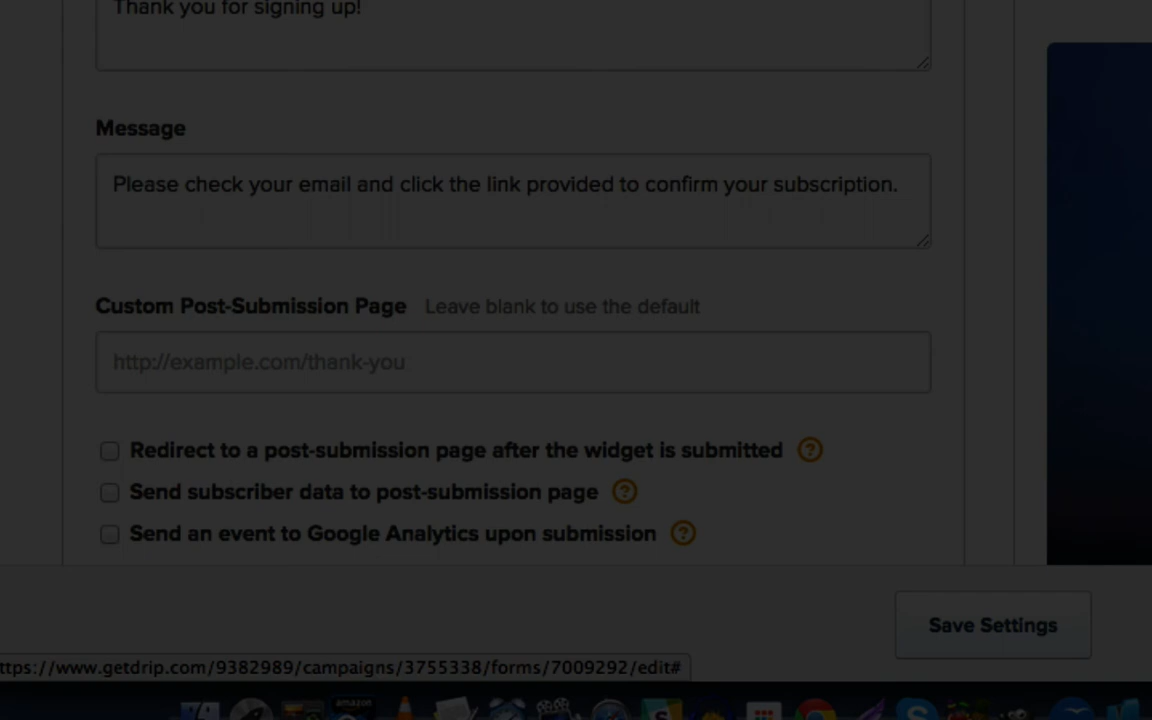 Thank you for signing up!
Message
Please check your email and click the link provided to confirm your subscription.
Custom Post-Submission Page Leave blank to use the default
http://example.com/thank-you
Redirect to a post-submission page after the widget is submitted ?
Send subscriber data to post-submission page ?
Send an event to Google Analytics upon submission ?
Save Settings
ttps://www.getdrip.com/9382989/campaigns/3755338/forms/7009292/edit#
amazon